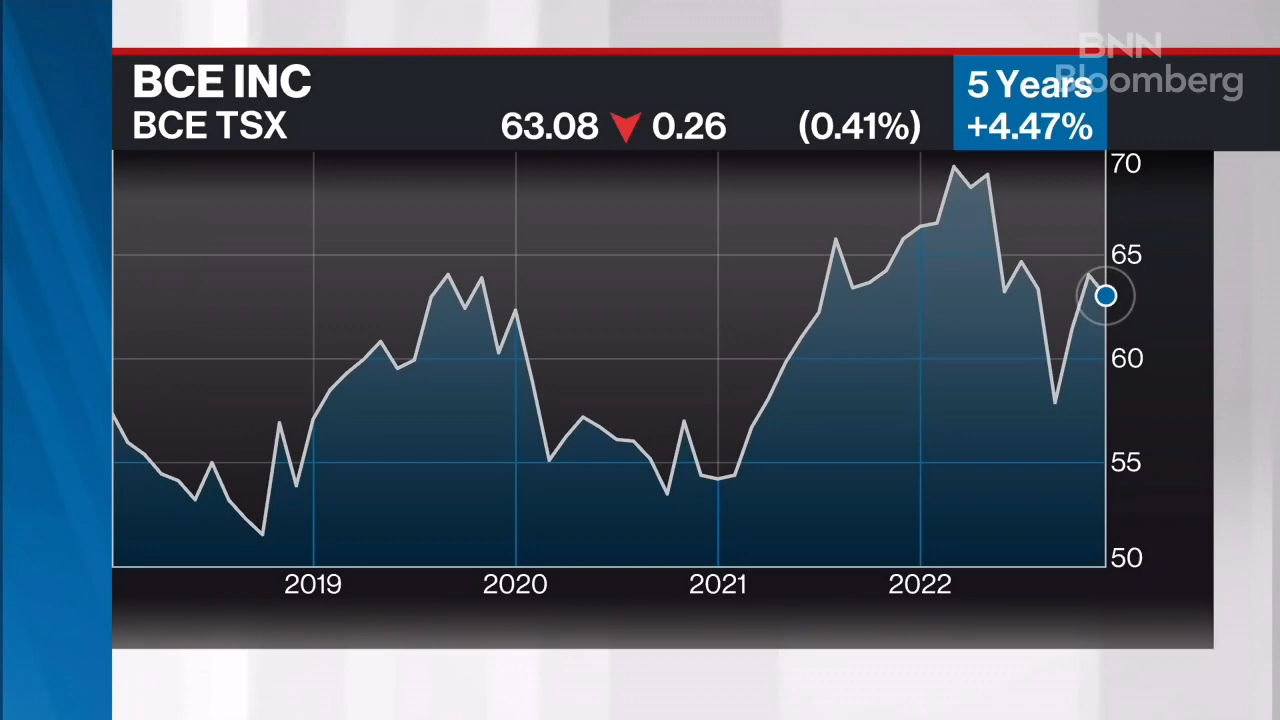 BNN
Bloomberg
BCE INC
BCE TSX
63.08 ▼ 0.26 (0.41%)
5 Years
+4.47%
70
65
60
55
50
2019 2020 2021 2022